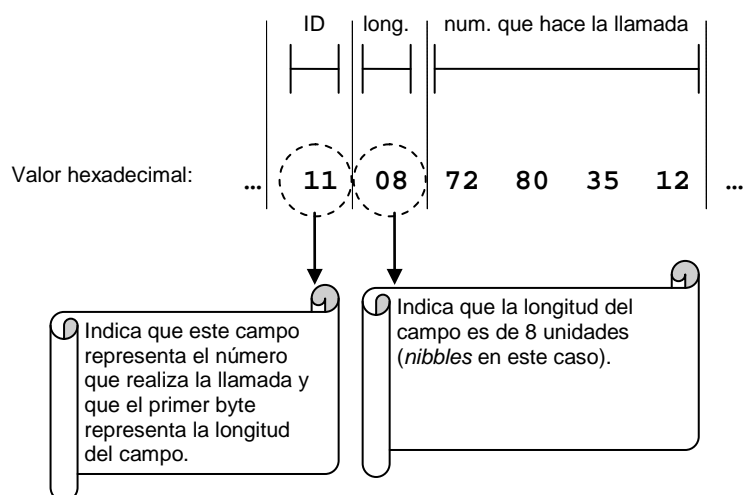 ID long. num. que hace la llamada
Valor hexadecimal: ... 11 08 72 80 35 12 ...
Indica que este campo
representa el número
que realiza la llamada y
que el primer byte
representa la longitud
del campo.
Indica que la longitud del
campo es de 8 unidades
(nibbles en este caso).